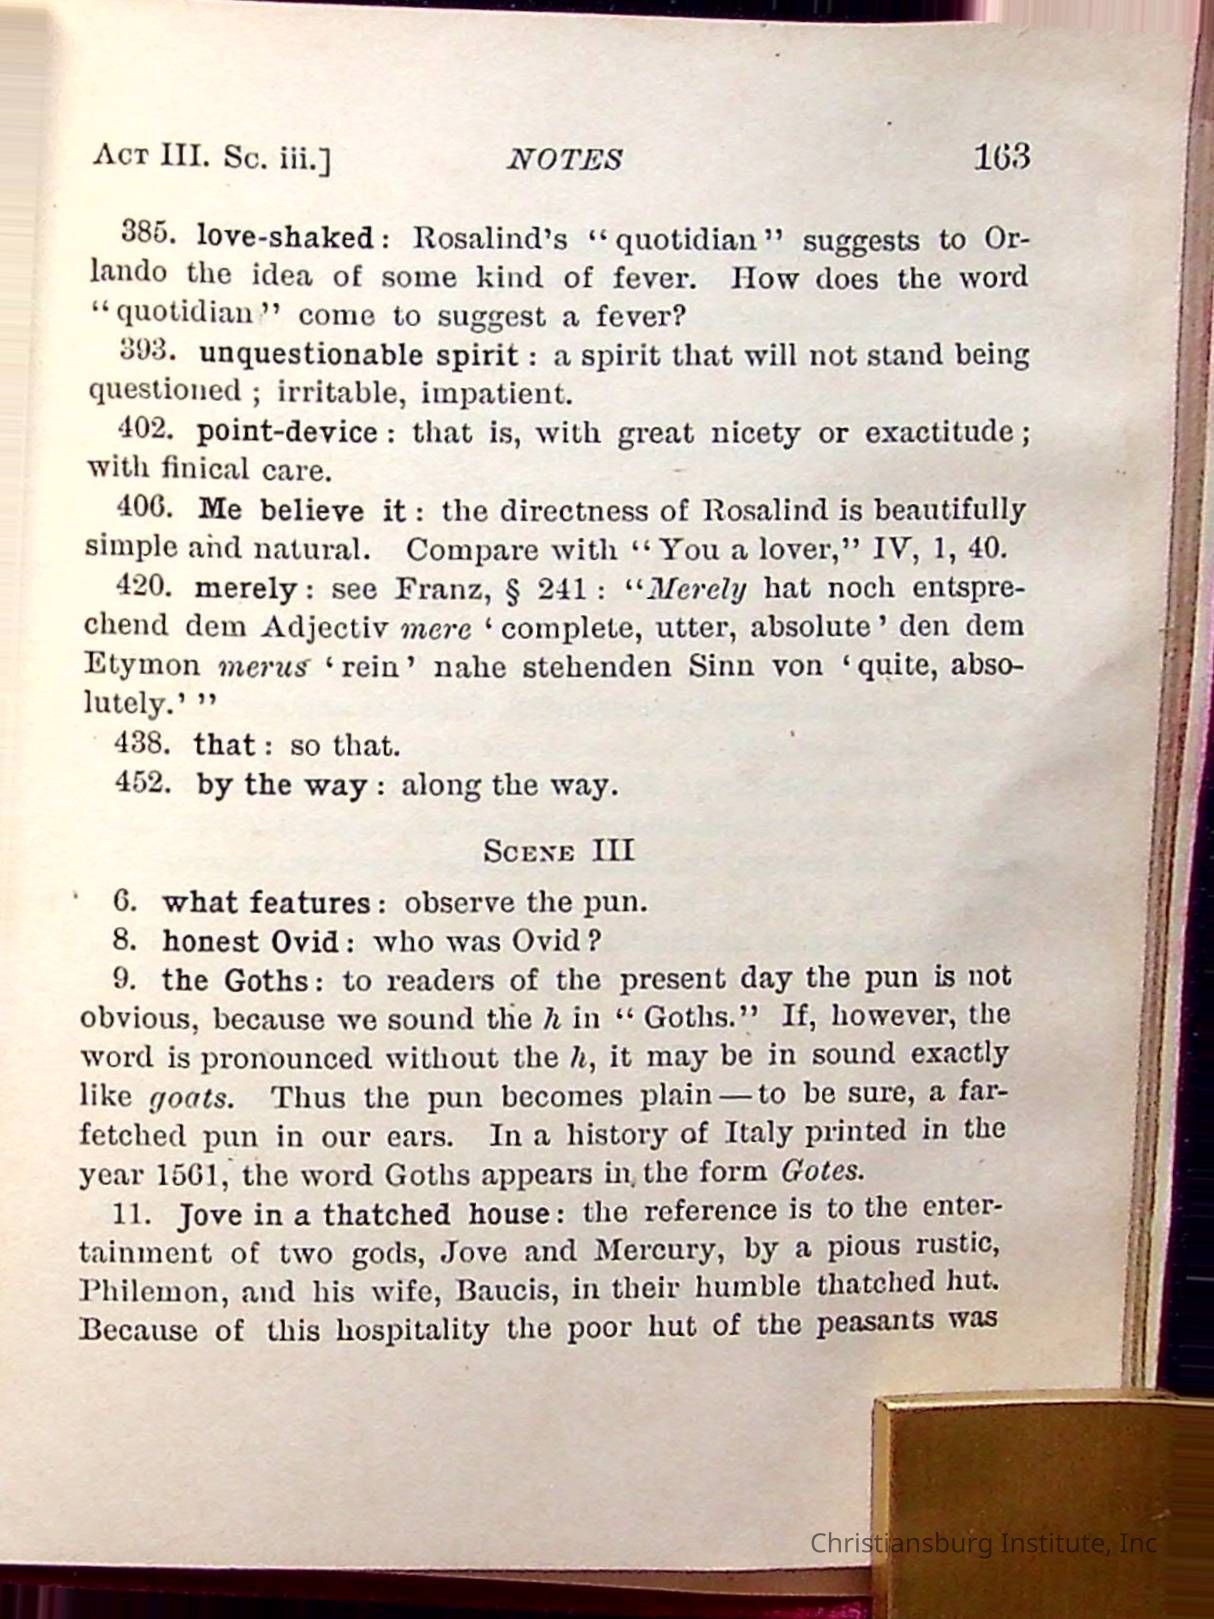 ACT III. Sc. iii.] NOTES 163
385. love-shaked: Rosalind's "quotidian" suggests to Or-
lando the idea of some kind of fever. How does the word
"quotidian" come to suggest a fever?
393. unquestionable spirit: a spirit that will not stand being
questioned; irritable, impatient.
402. point-device: that is, with great nicety or exactitude;
with finical care.
406. Me believe it: the directness of Rosalind is beautifully
simple and natural. Compare with "You a lover," IV, 1, 40.
420. merely: see Franz, § 241: "Merely hat noch entspre-
chend dem Adjectiv mere 'complete, utter, absolute' den dem
Etymon merus 'rein' nahe stehenden Sinn von 'quite, abso-
lutely.'"
438. that: so that.
452. by the way: along the way.
SCENE III
6. what features: observe the pun.
8. honest Ovid: who was Ovid?
9. the Goths: to readers of the present day the pun is not
obvious, because we sound the h in "Goths." If, however, the
word is pronounced without the h, it may be in sound exactly
like goats. Thus the pun becomes plain—to be sure, a far-
fetched pun in our ears. In a history of Italy printed in the
year 1561, the word Goths appears in the form Gotes.
11. Jove in a thatched house: the reference is to the enter-
tainment of two gods, Jove and Mercury, by a pious rustic,
Philemon, and his wife, Baucis, in their humble thatched hut.
Because of this hospitality the poor hut of the peasants was
Christiansburg Institute, Inc